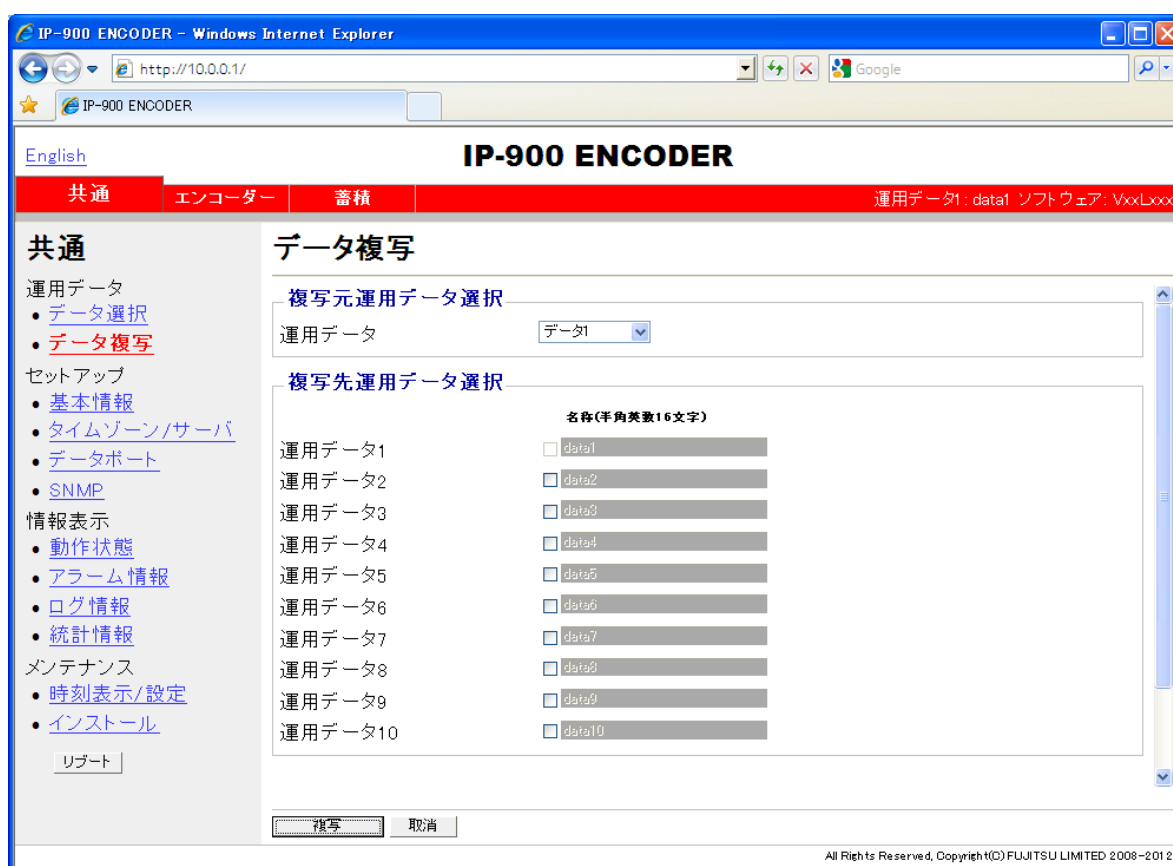 IP-900 ENCODER - Windows Internet Explorer
http://10.0.0.1/
Google
IP-900 ENCODER
English
IP-900 ENCODER
共通
エンコーダー
蓄積
運用データ1 : data1 ソフトウェア: VxxLxxx
共通
運用データ
データ選択
データ複写
セットアップ
基本情報
タイムゾーン/サーバ
データポート
SNMP
情報表示
動作状態
アラーム情報
ログ情報
統計情報
メンテナンス
時刻表示/設定
インストール
リブート
データ複写
複写元運用データ選択
運用データ データ1
複写先運用データ選択
名称(半角英数16文字)
運用データ1 data1
運用データ2 data2
運用データ3 data3
運用データ4 data4
運用データ5 data5
運用データ6 data6
運用データ7 data7
運用データ8 data8
運用データ9 data9
運用データ10 data10
複写 取消
All Rights Reserved, Copyright(C) FUJITSU LIMITED 2008-2012